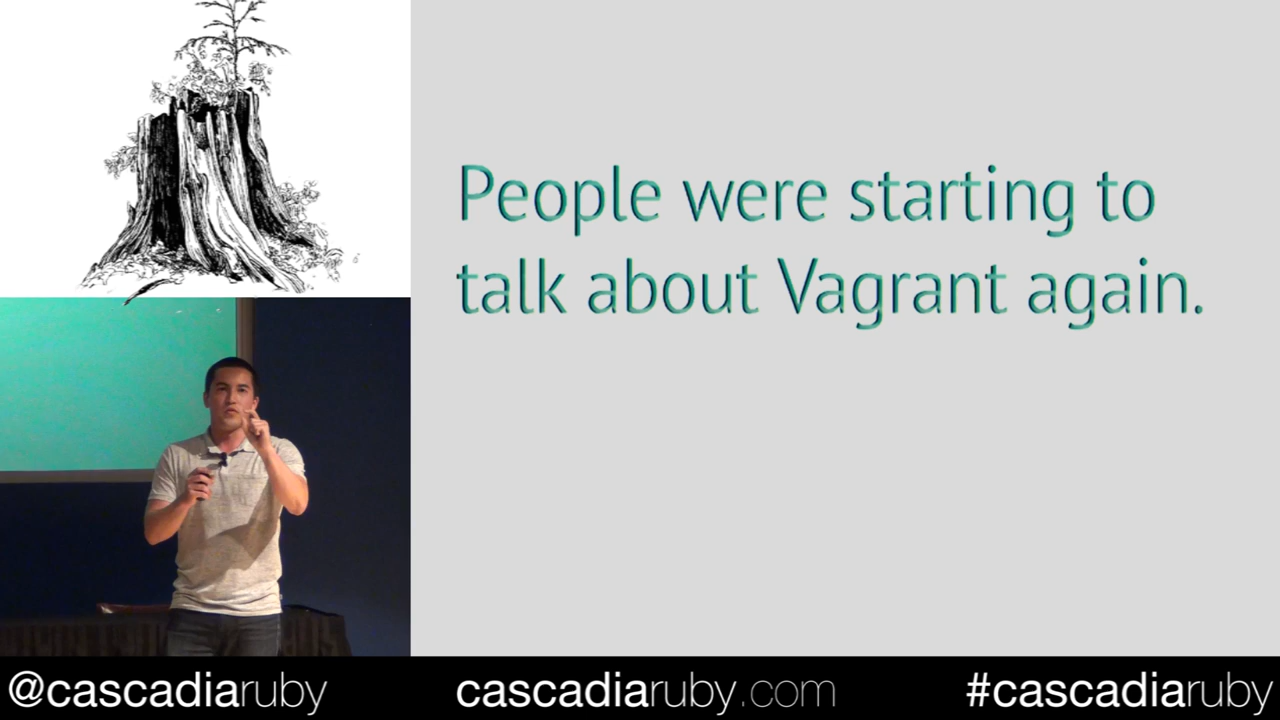 People were starting to
talk about Vagrant again.
@cascadiaruby
cascadiaruby.com
#cascadiaruby